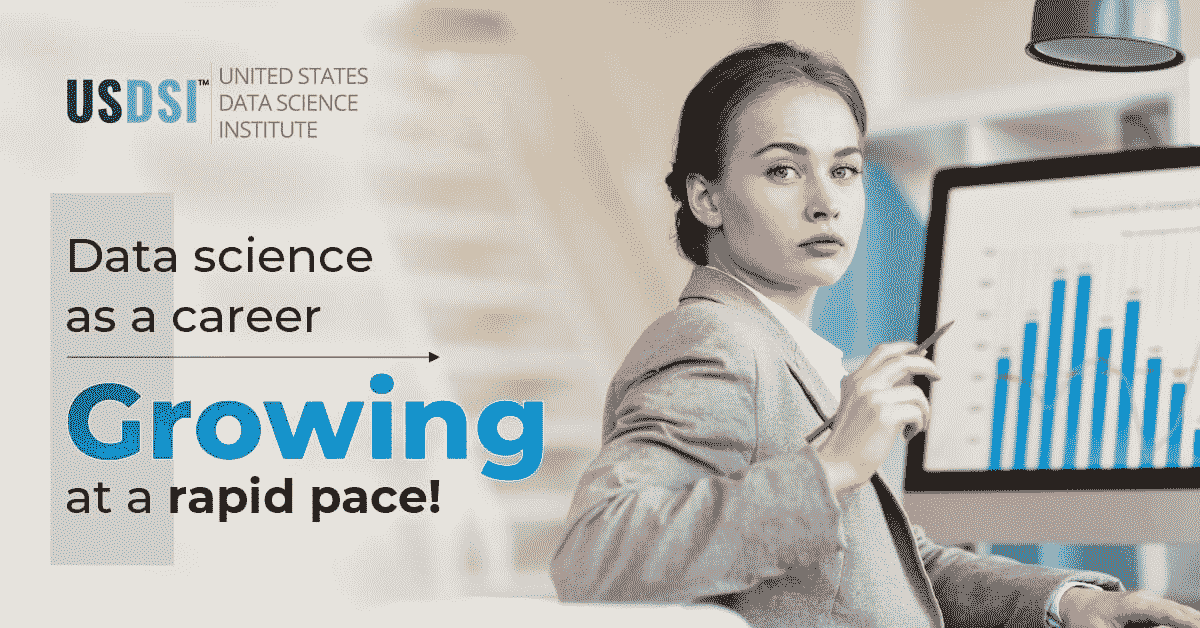 USDSI™
UNITED STATES
DATA SCIENCE
INSTITUTE
Data science
as a career
Growing
at a rapid pace!